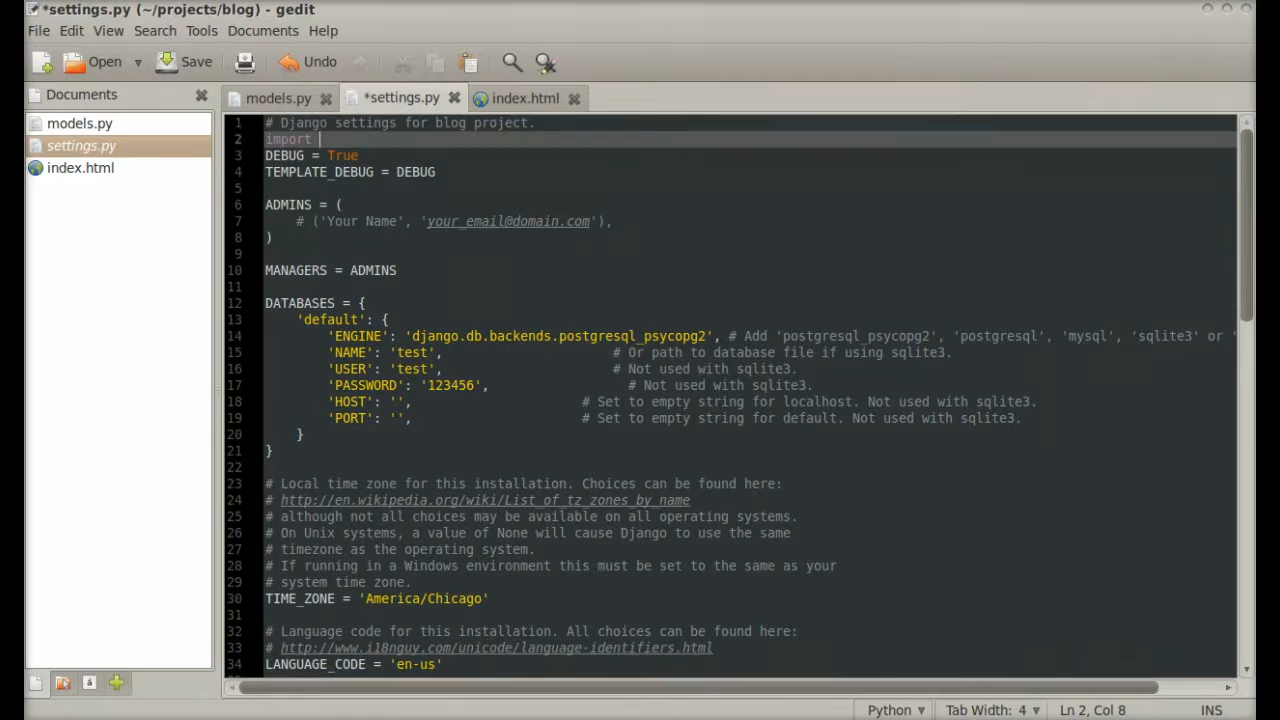 *settings.py (~/projects/blog) - gedit
File Edit View Search Tools Documents Help
Open Save Undo
Documents
models.py *settings.py index.html
models.py
settings.py
index.html
1 # Django settings for blog project.
2 import
3 DEBUG = True
4 TEMPLATE_DEBUG = DEBUG
5
6 ADMINS = (
7     # ('Your Name', 'your_email@domain.com'),
8 )
9
10 MANAGERS = ADMINS
11
12 DATABASES = {
13     'default': {
14         'ENGINE': 'django.db.backends.postgresql_psycopg2', # Add 'postgresql_psycopg2', 'postgresql', 'mysql', 'sqlite3' or '
15         'NAME': 'test',                      # Or path to database file if using sqlite3.
16         'USER': 'test',                      # Not used with sqlite3.
17         'PASSWORD': '123456',                  # Not used with sqlite3.
18         'HOST': '',                      # Set to empty string for localhost. Not used with sqlite3.
19         'PORT': '',                      # Set to empty string for default. Not used with sqlite3.
20     }
21 }
22
23 # Local time zone for this installation. Choices can be found here:
24 # http://en.wikipedia.org/wiki/List_of_tz_zones_by_name
25 # although not all choices may be available on all operating systems.
26 # On Unix systems, a value of None will cause Django to use the same
27 # timezone as the operating system.
28 # If running in a Windows environment this must be set to the same as your
29 # system time zone.
30 TIME_ZONE = 'America/Chicago'
31
32 # Language code for this installation. All choices can be found here:
33 # http://www.i18nguy.com/unicode/language-identifiers.html
34 LANGUAGE_CODE = 'en-us'
Python Tab Width: 4 Ln 2, Col 8 INS